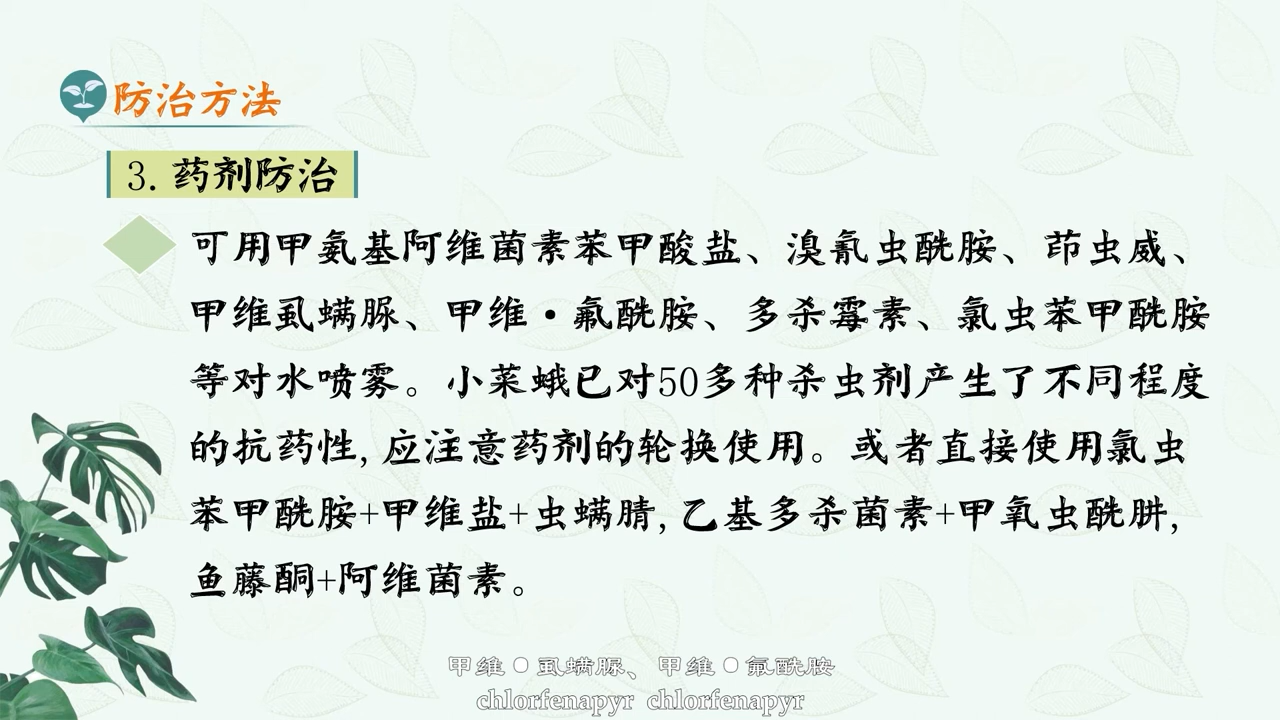 防治方法
3. 药剂防治
可用甲氨基阿维菌素苯甲酸盐、溴氰虫酰胺、茚虫威、
甲维虱螨脲、甲维·氟酰胺、多杀霉素、氯虫苯甲酰胺
等对水喷雾。小菜蛾已对50多种杀虫剂产生了不同程度
的抗药性,应注意药剂的轮换使用。或者直接使用氯虫
苯甲酰胺+甲维盐+虫螨腈,乙基多杀菌素+甲氧虫酰肼,
鱼藤酮+阿维菌素。
甲维·虱螨脲、甲维·氟酰胺
chlorfenapyr chlorfenapyr